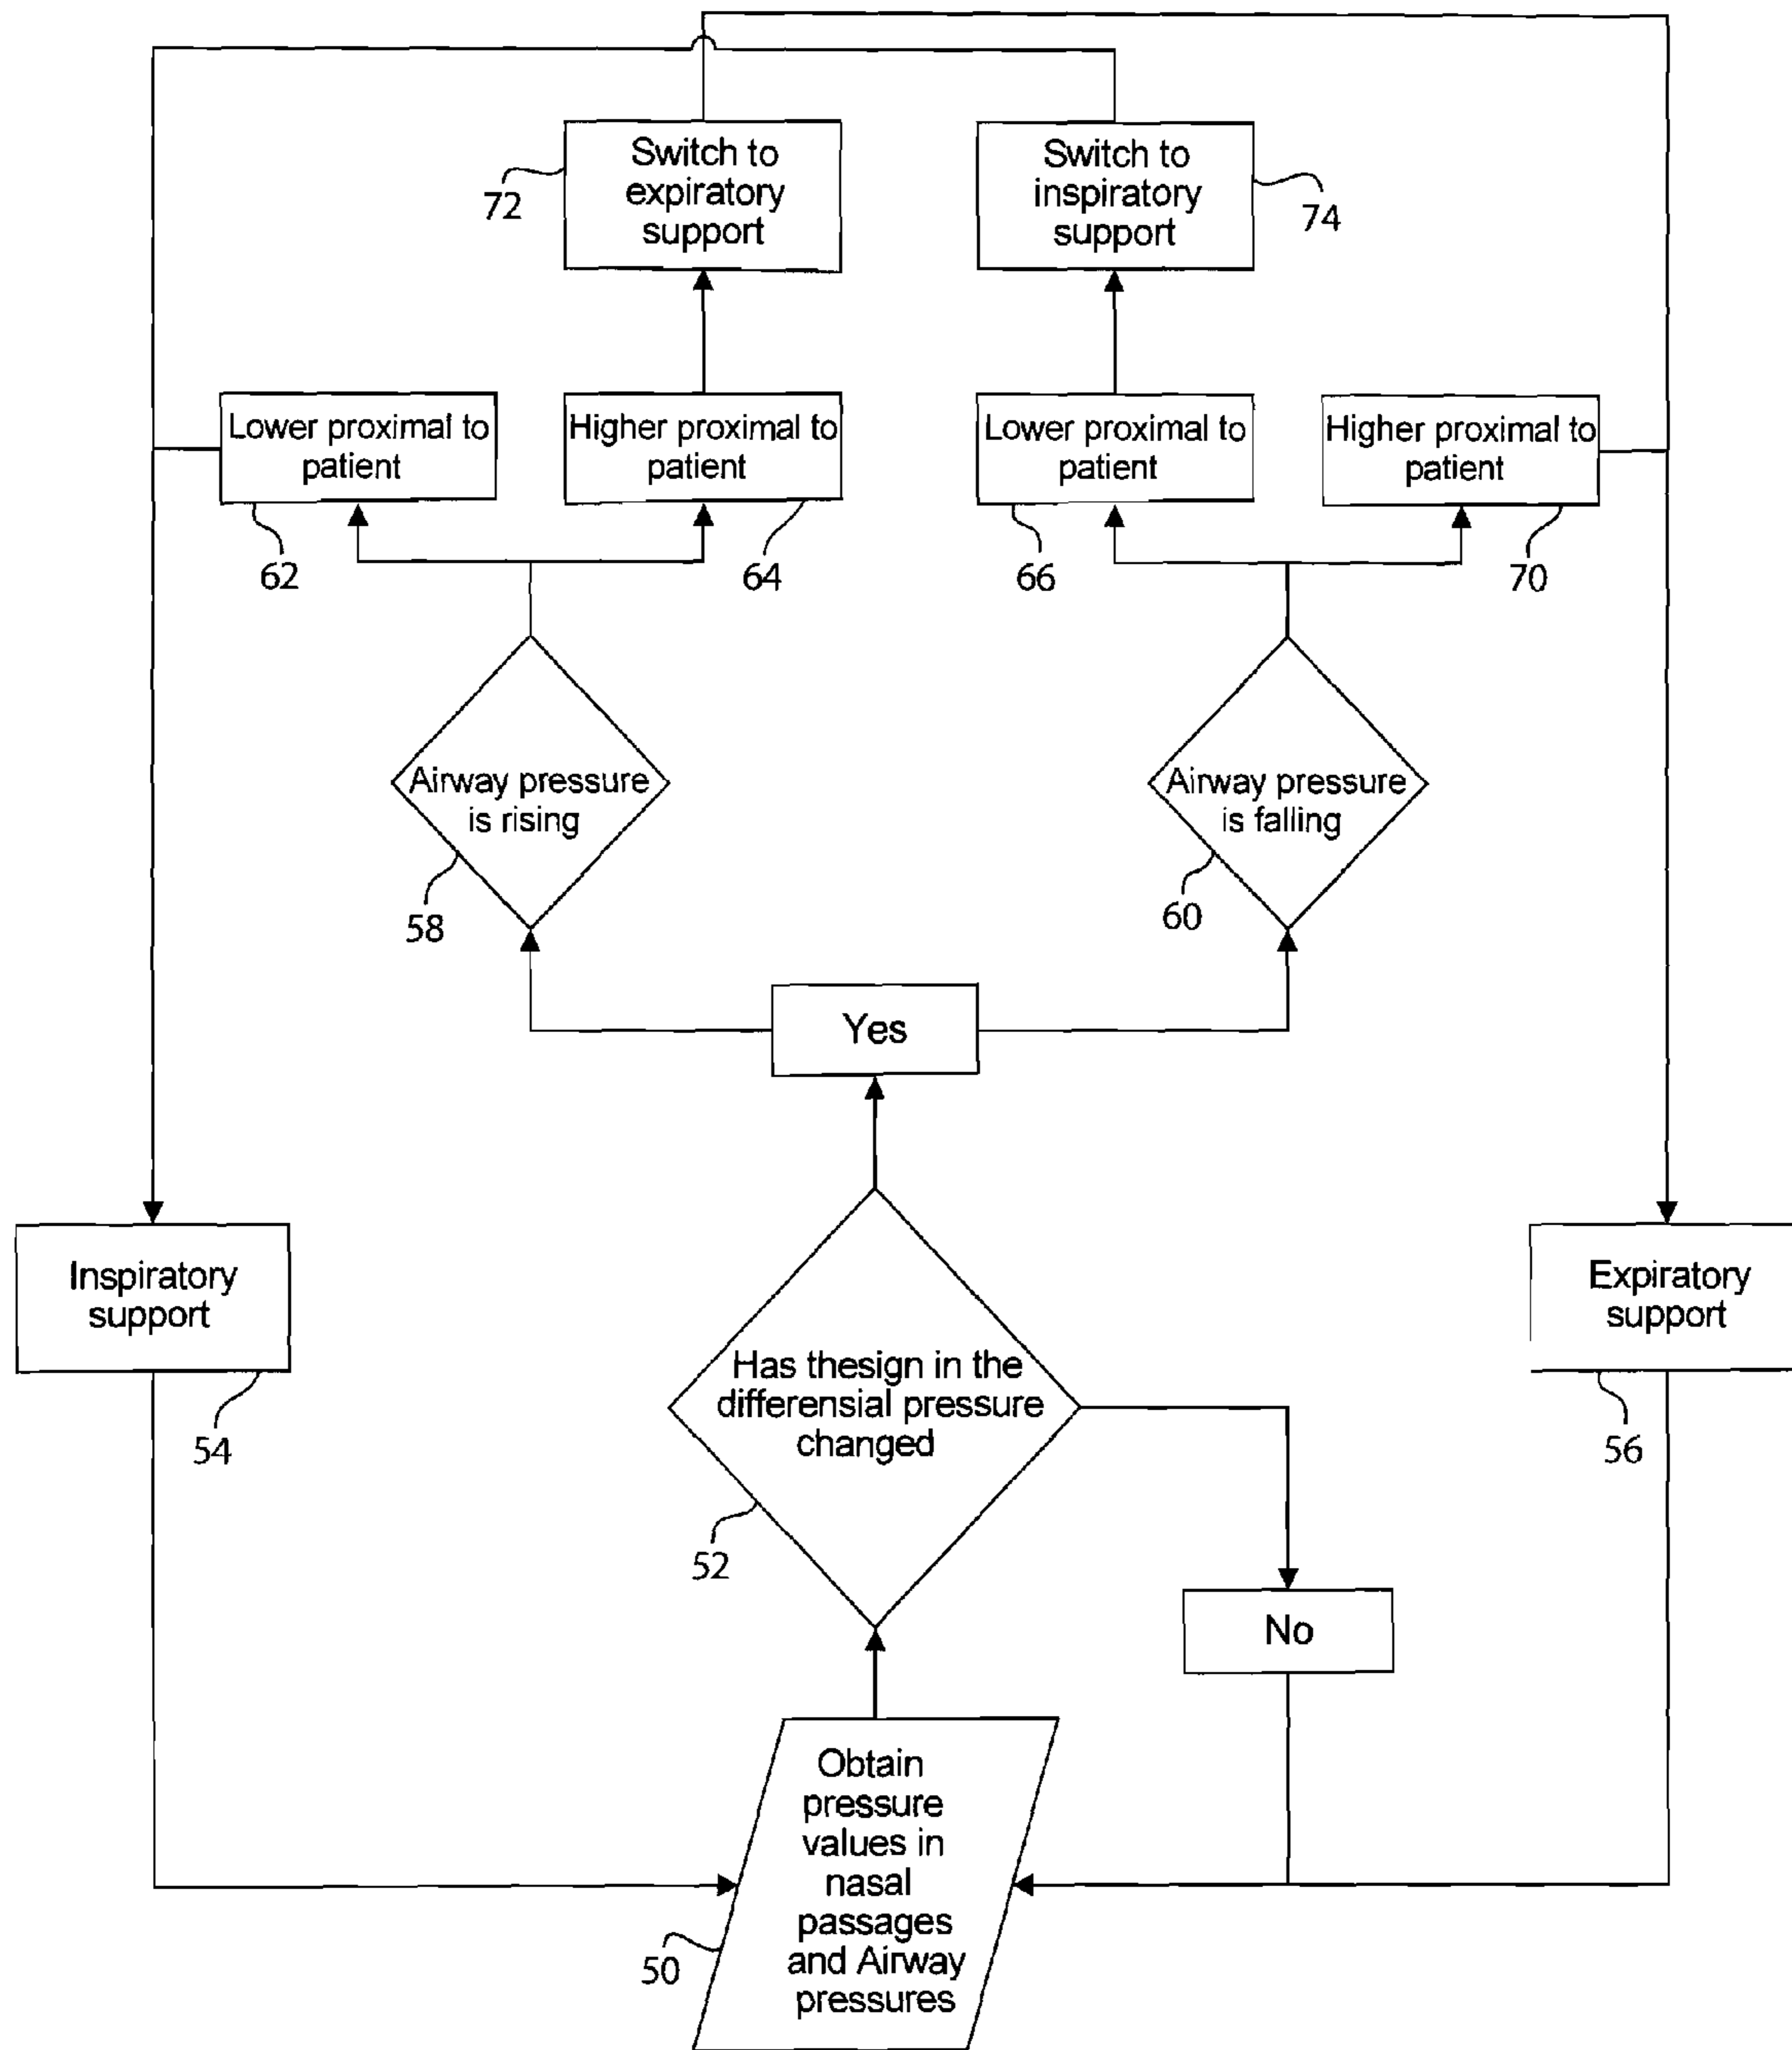 Switch to
expiratory
support
72
Switch to
inspiratory
support
74
Lower proximal to
patient
62
Higher proximal to
patient
64
Lower proximal to
patient
66
Higher proximal to
patient
70
Airway pressure
is rising
58
Airway pressure
is falling
60
Yes
Inspiratory
support
54
Expiratory
support
56
Has thesign in the
differensial pressure
changed
52
No
Obtain
pressure
values in
nasal
passages
and Airway
pressures
50